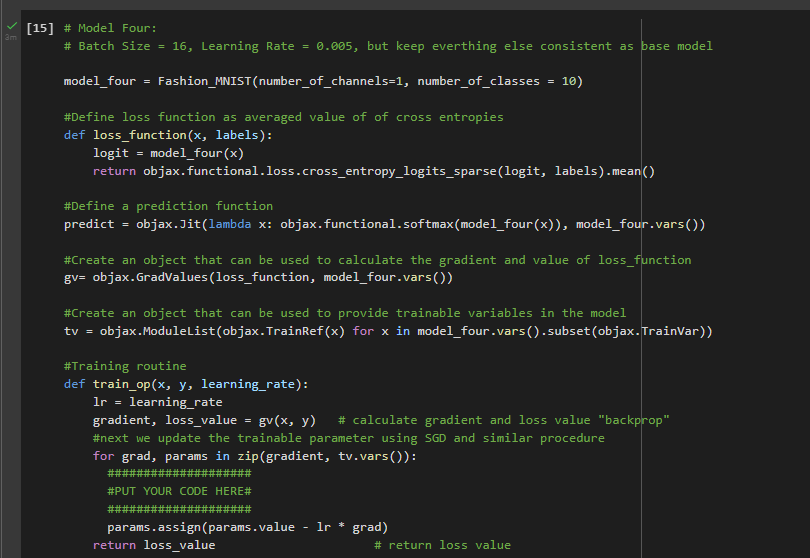 [15] # Model Four:
# Batch Size = 16, Learning Rate = 0.005, but keep everthing else consistent as base model
model_four = Fashion_MNIST(number_of_channels=1, number_of_classes = 10)
#Define loss function as averaged value of of cross entropies
def loss_function(x, labels):
logit = model_four(x)
return objax.functional.loss.cross_entropy_logits_sparse(logit, labels).mean()
#Define a prediction function
predict = objax.Jit(lambda x: objax.functional.softmax(model_four(x)), model_four.vars())
#Create an object that can be used to calculate the gradient and value of loss_function
gv= objax.GradValues(loss_function, model_four.vars())
#Create an object that can be used to provide trainable variables in the model
tv = objax.ModuleList(objax.TrainRef(x) for x in model_four.vars().subset(objax.TrainVar))
#Training routine
def train_op(x, y, learning_rate):
lr = learning_rate
gradient, loss_value = gv(x, y)   # calculate gradient and loss value "backprop"
#next we update the trainable parameter using SGD and similar procedure
for grad, params in zip(gradient, tv.vars()):
####################
#PUT YOUR CODE HERE#
####################
params.assign(params.value - lr * grad)
return loss_value                      # return loss value
3m